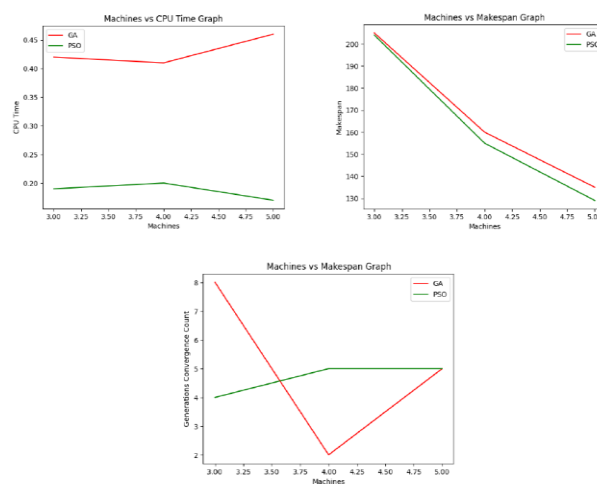 Machines vs CPU Time Graph
GA
PSO
0.45
0.40
0.35
0.30
0.25
0.20
CPU Time
3.00 3.25 3.50 3.75 4.00 4.25 4.50 4.75 5.00
Machines
Machines vs Makespan Graph
GA
PSO
200
190
180
170
160
150
140
130
Makespan
3.00 3.25 3.50 3.75 4.00 4.25 4.50 4.75 5.00
Machines
Machines vs Makespan Graph
GA
PSO
8
7
6
5
4
3
2
Generations Convergence Count
3.00 3.25 3.50 3.75 4.00 4.25 4.50 4.75 5.00
Machines